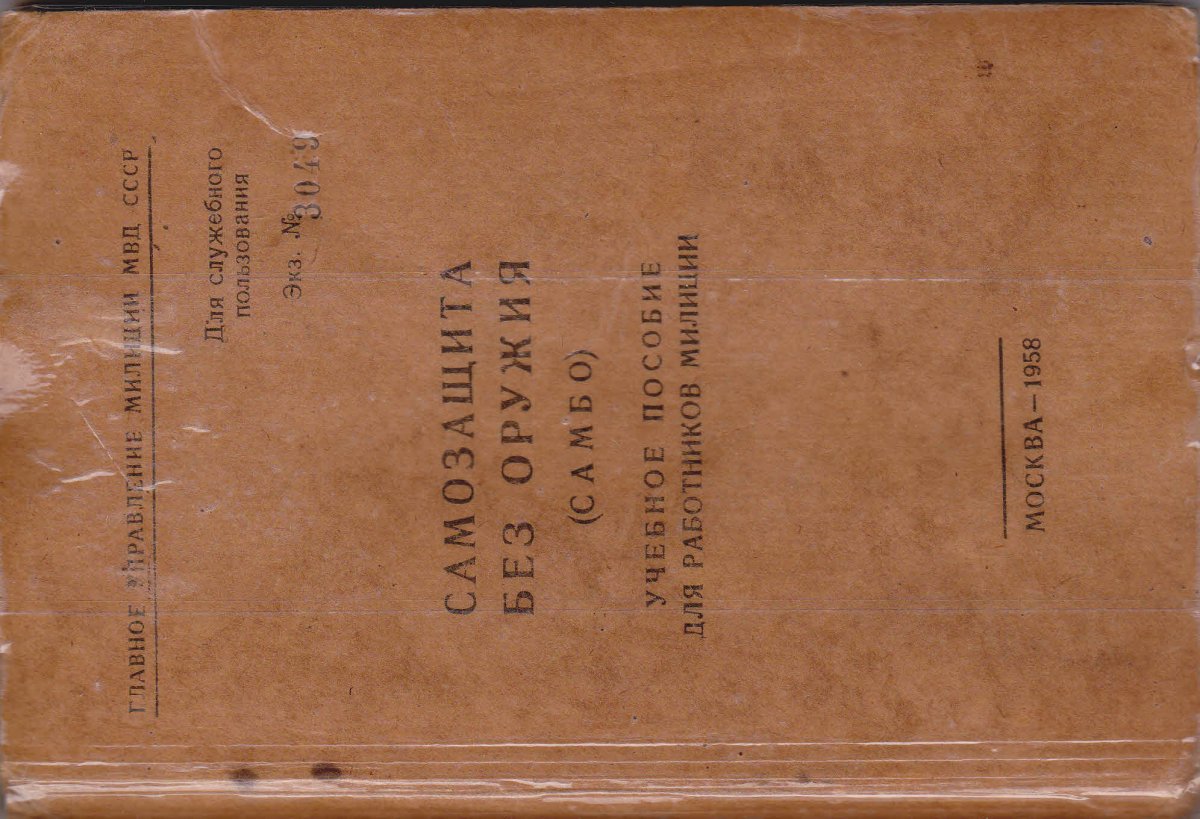 ГЛАВНОЕ УПРАВЛЕНИЕ МИЛИЦИИ МВД СССР
Для служебного
пользования
Экз. № 3049
САМОЗАЩИТА
БЕЗ ОРУЖИЯ
(САМБО)
УЧЕБНОЕ ПОСОБИЕ
ДЛЯ РАБОТНИКОВ МИЛИЦИИ
МОСКВА—1958